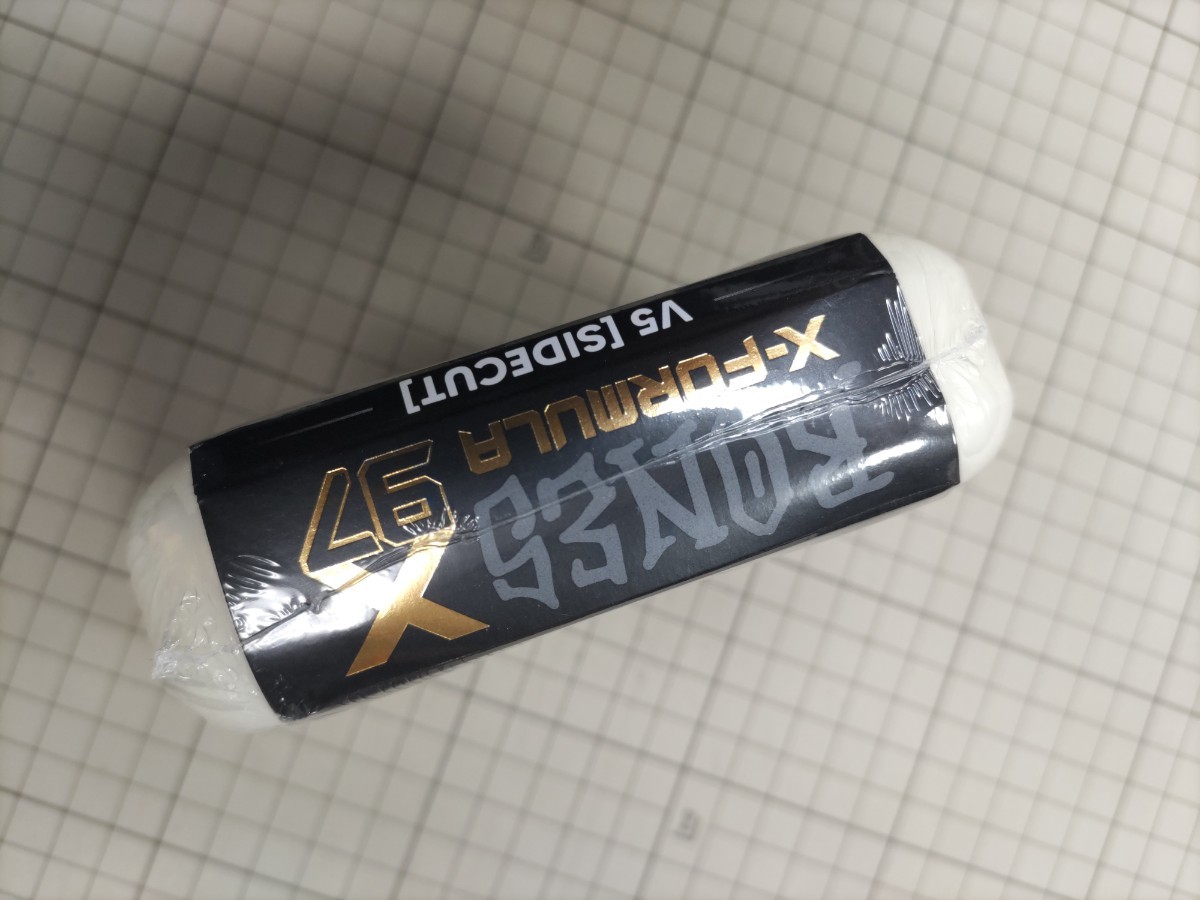 BONES X
X-FORMULA 97
V5 [SIDECUT]